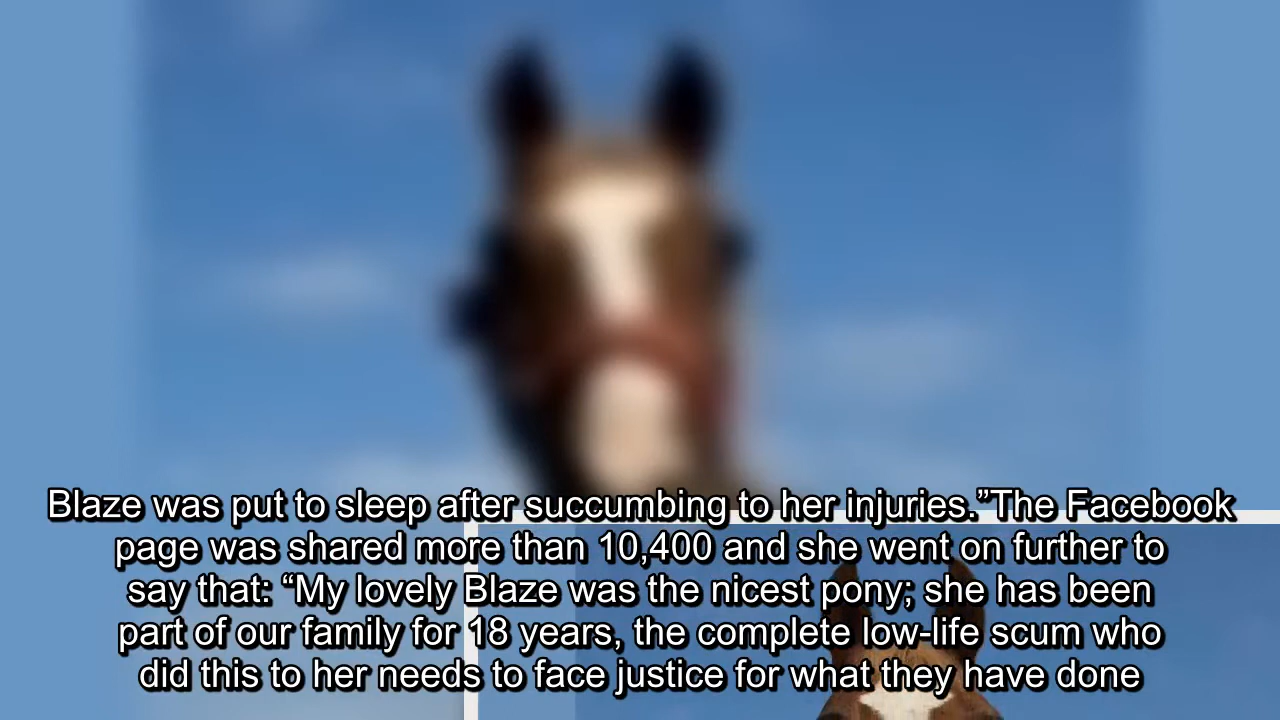 Blaze was put to sleep after succumbing to her injuries.”The Facebook
page was shared more than 10,400 and she went on further to
say that: “My lovely Blaze was the nicest pony; she has been
part of our family for 18 years, the complete low-life scum who
did this to her needs to face justice for what they have done